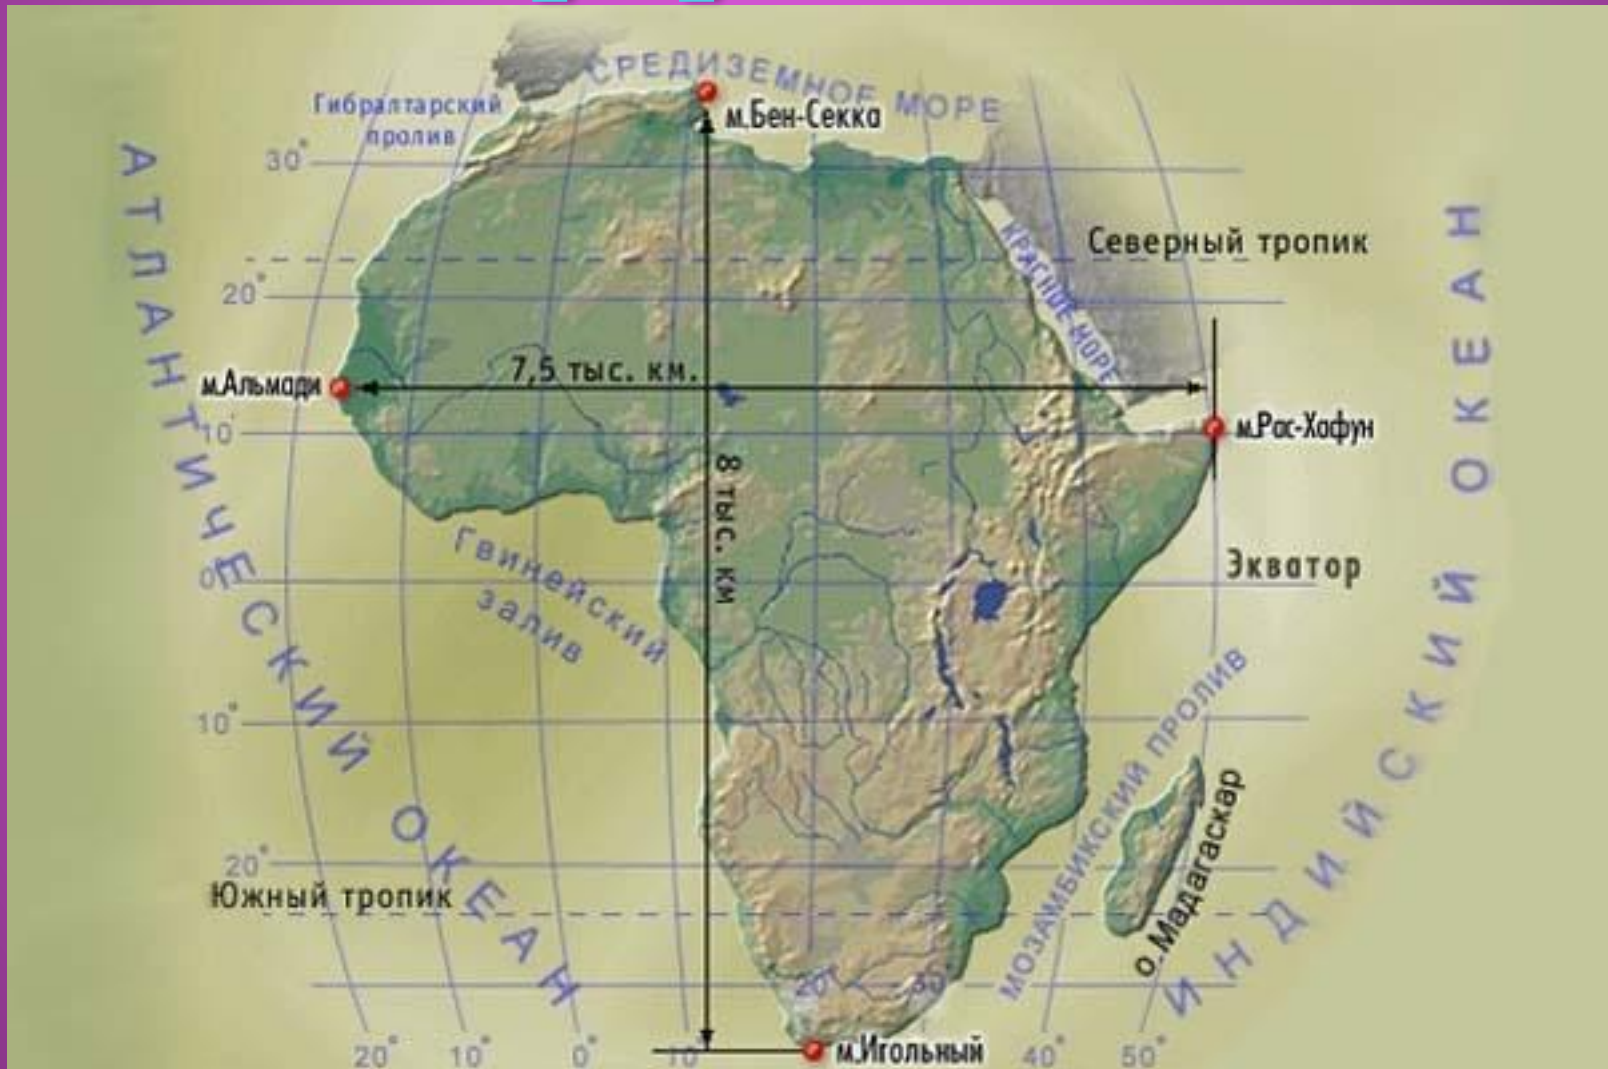 СРЕДИЗЕМНОЕ МОРЕ
Гибралтарский
пролив
м.Бен-Секка
30°
АТЛАНТИЧЕСКИЙ ОКЕАН
КРАСНОЕ МОРЕ
Северный тропик
20°
7,5 тыс. км.
м.Альмади
10
м.Рас-Хафун
8 тыс. км
Гвинейский
залив
Экватор
0°
10°
МОЗАМБИКСКИЙ ПРОЛИВ
о.Мадагаскар
ИНДИЙСКИЙ ОКЕАН
20°
Южный тропик
20°
30°
м.Игольный
20°
10°
0°
10°
40°
50°